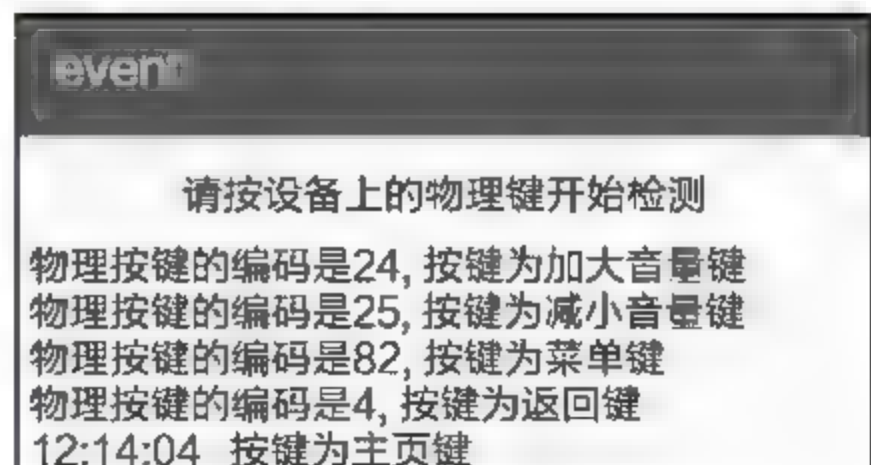 event
请按设备上的物理键开始检测
物理按键的编码是24, 按键为加大音量键
物理按键的编码是25, 按键为减小音量键
物理按键的编码是82, 按键为菜单键
物理按键的编码是4, 按键为返回键
12:14:04 按键为主页键